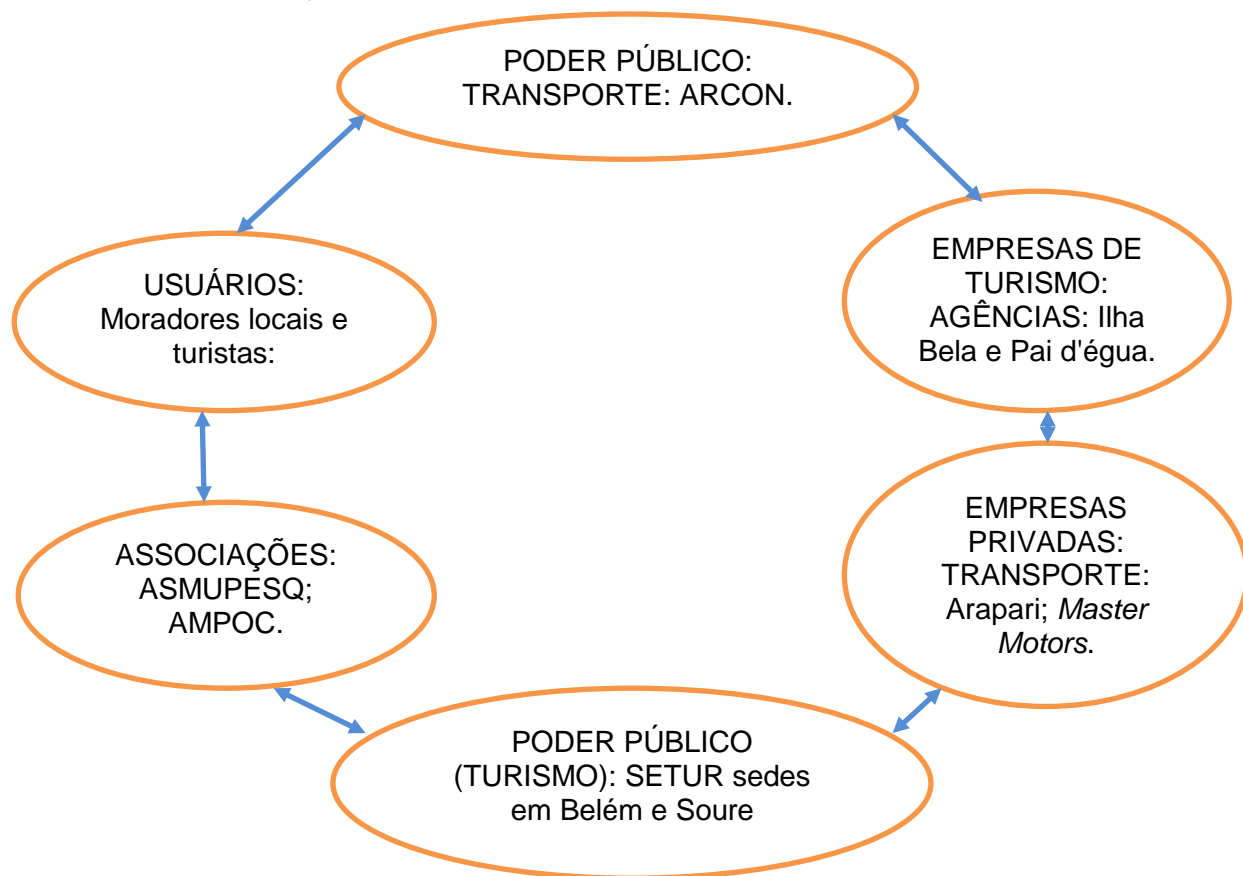 PODER PÚBLICO:
TRANSPORTE: ARCON.
USUÁRIOS:
Moradores locais e
turistas:
EMPRESAS DE
TURISMO:
AGÊNCIAS: Ilha
Bela e Pai d'égua.
ASSOCIAÇÕES:
ASMUPESQ;
AMPOC.
EMPRESAS
PRIVADAS:
TRANSPORTE:
Arapari; Master
Motors.
PODER PÚBLICO
(TURISMO): SETUR sedes
em Belém e Soure